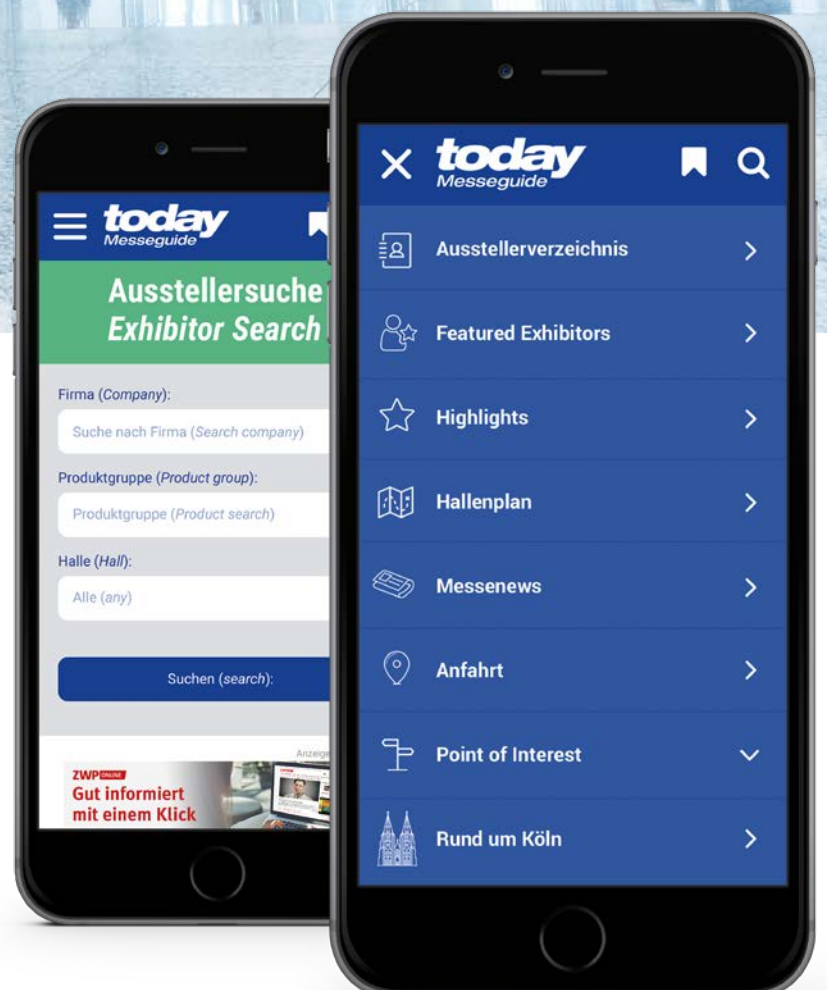 today
Messeguide
Ausstellersuche
Exhibitor Search
Firma (Company):
Suche nach Firma (Search company)
Produktgruppe (Product group):
Produktgruppe (Product search)
Halle (Hall):
Alle (any)
Suchen (search):
Anzeige
ZWP ONLINE
Gut informiert
mit einem Klick
today
Messeguide
Ausstellerverzeichnis
Featured Exhibitors
Highlights
Hallenplan
Messenews
Anfahrt
Point of Interest
Rund um Köln